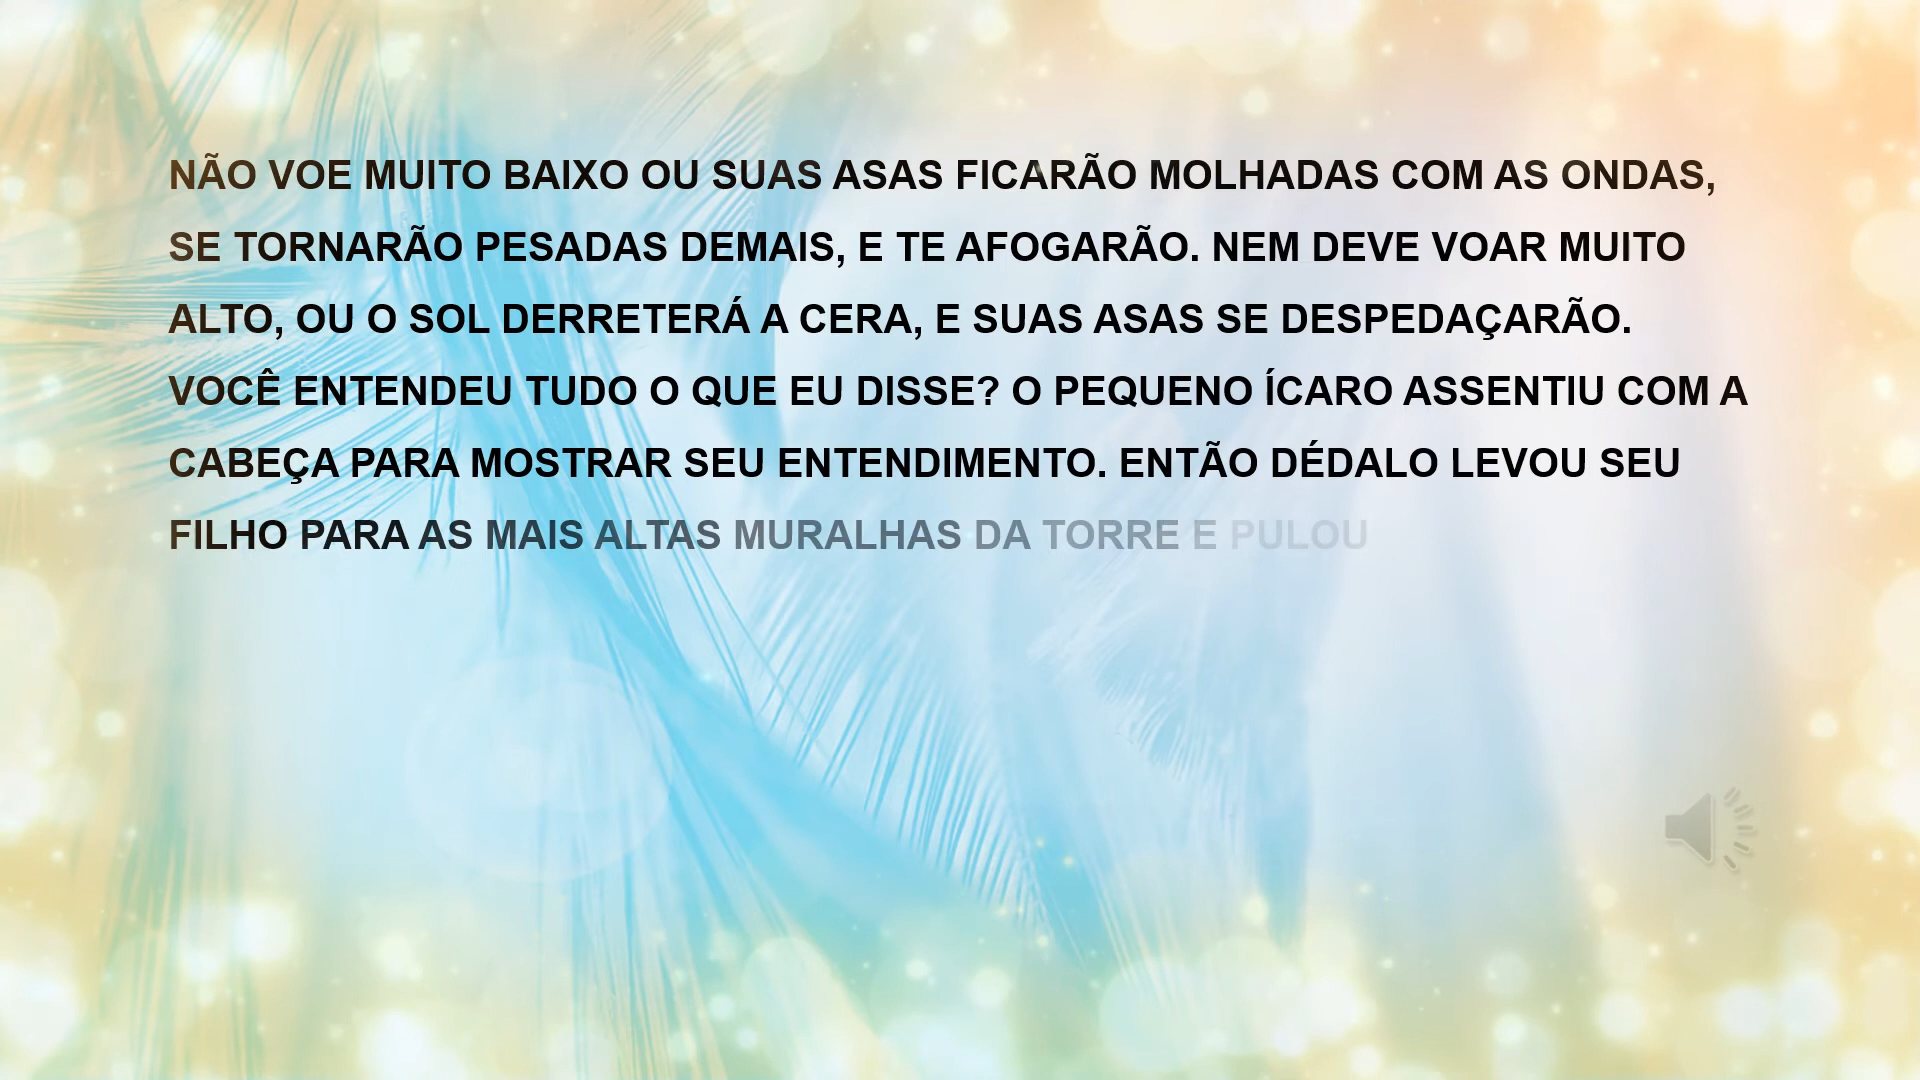 NÃO VOE MUITO BAIXO OU SUAS ASAS FICARÃO MOLHADAS COM AS ONDAS,
SE TORNARÃO PESADAS DEMAIS, E TE AFOGARÃO. NEM DEVE VOAR MUITO
ALTO, OU O SOL DERRETERÁ A CERA, E SUAS ASAS SE DESPEDAÇARÃO.
VOCÊ ENTENDEU TUDO O QUE EU DISSE? O PEQUENO ÍCARO ASSENTIU COM A
CABEÇA PARA MOSTRAR SEU ENTENDIMENTO. ENTÃO DÉDALO LEVOU SEU
FILHO PARA AS MAIS ALTAS MURALHAS DA TORRE E PULOU